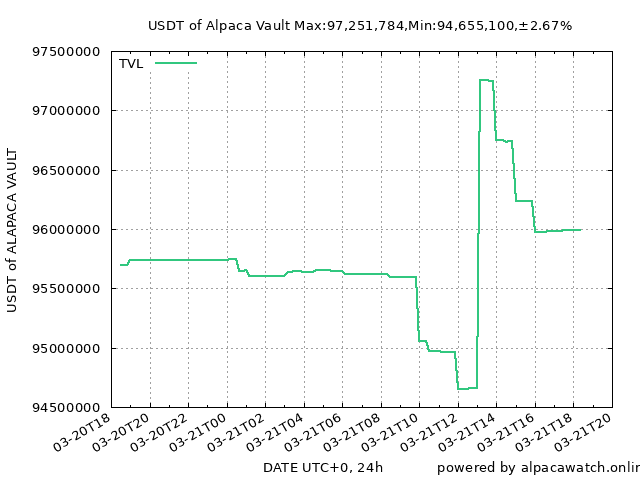 USDT of Alpaca Vault Max:97,251,784,Min:94,655,100,±2.67%
TVL
97500000
97000000
96500000
96000000
95500000
95000000
94500000
USDT of ALAPACA VAULT
03-20T18
03-20T20
03-20T22
03-21T00
03-21T02
03-21T04
03-21T06
03-21T08
03-21T10
03-21T12
03-21T14
03-21T16
03-21T18
03-21T20
DATE UTC+0, 24h
powered by alpacawatch.onlin